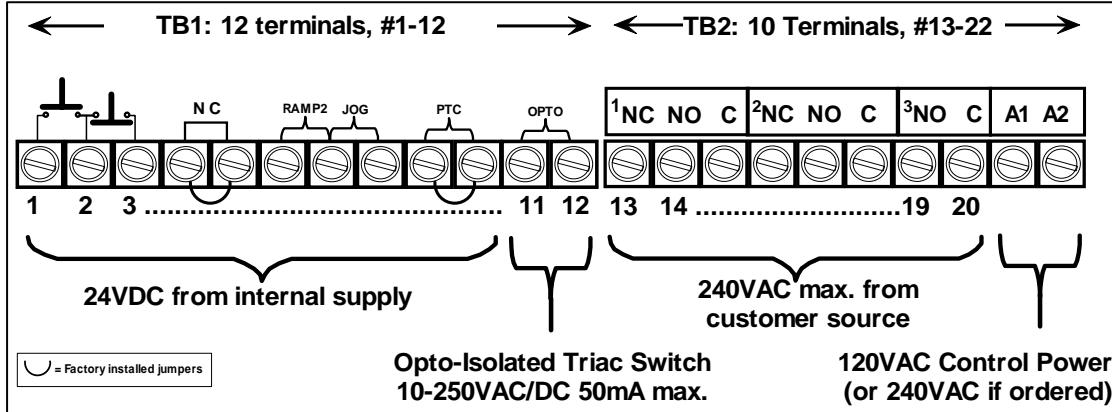 TB1: 12 terminals, #1-12 TB2: 10 Terminals, #13-22
N C RAMP2 JOG PTC OPTO ¹NC NO C ²NC NO C ³NO C A1 A2
1 2 3 .................................................. 11 12 13 14 ......................... 19 20
24VDC from internal supply 240VAC max. from
customer source
= Factory installed jumpers
Opto-Isolated Triac Switch 120VAC Control Power
10-250VAC/DC 50mA max. (or 240VAC if ordered)